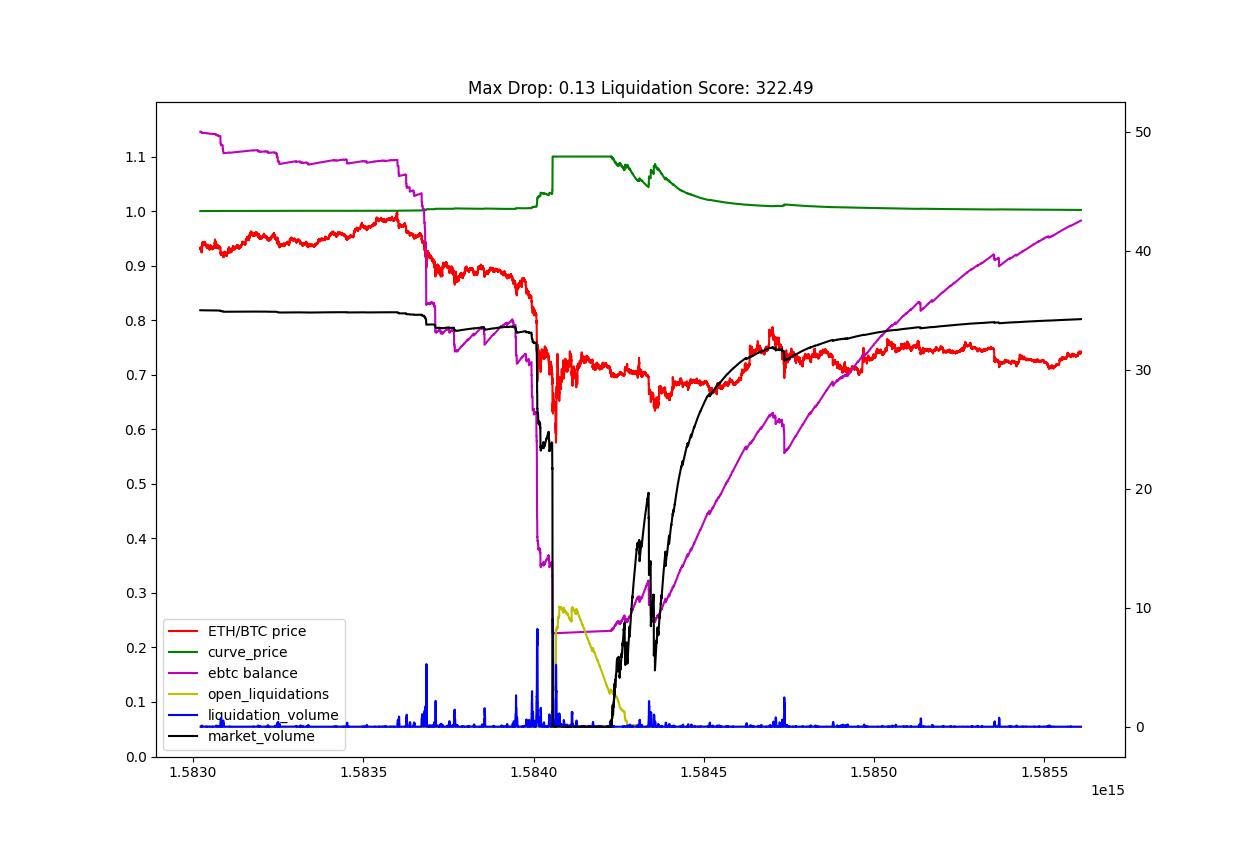 Max Drop: 0.13 Liquidation Score: 322.49
1.1
1.0
0.9
0.8
0.7
0.6
0.5
0.4
0.3
0.2
0.1
0.0
50
40
30
20
10
0
ETH/BTC price
curve_price
ebtc balance
open_liquidations
liquidation_volume
market_volume
1.5830 1.5835 1.5840 1.5845 1.5850 1.5855
1e15